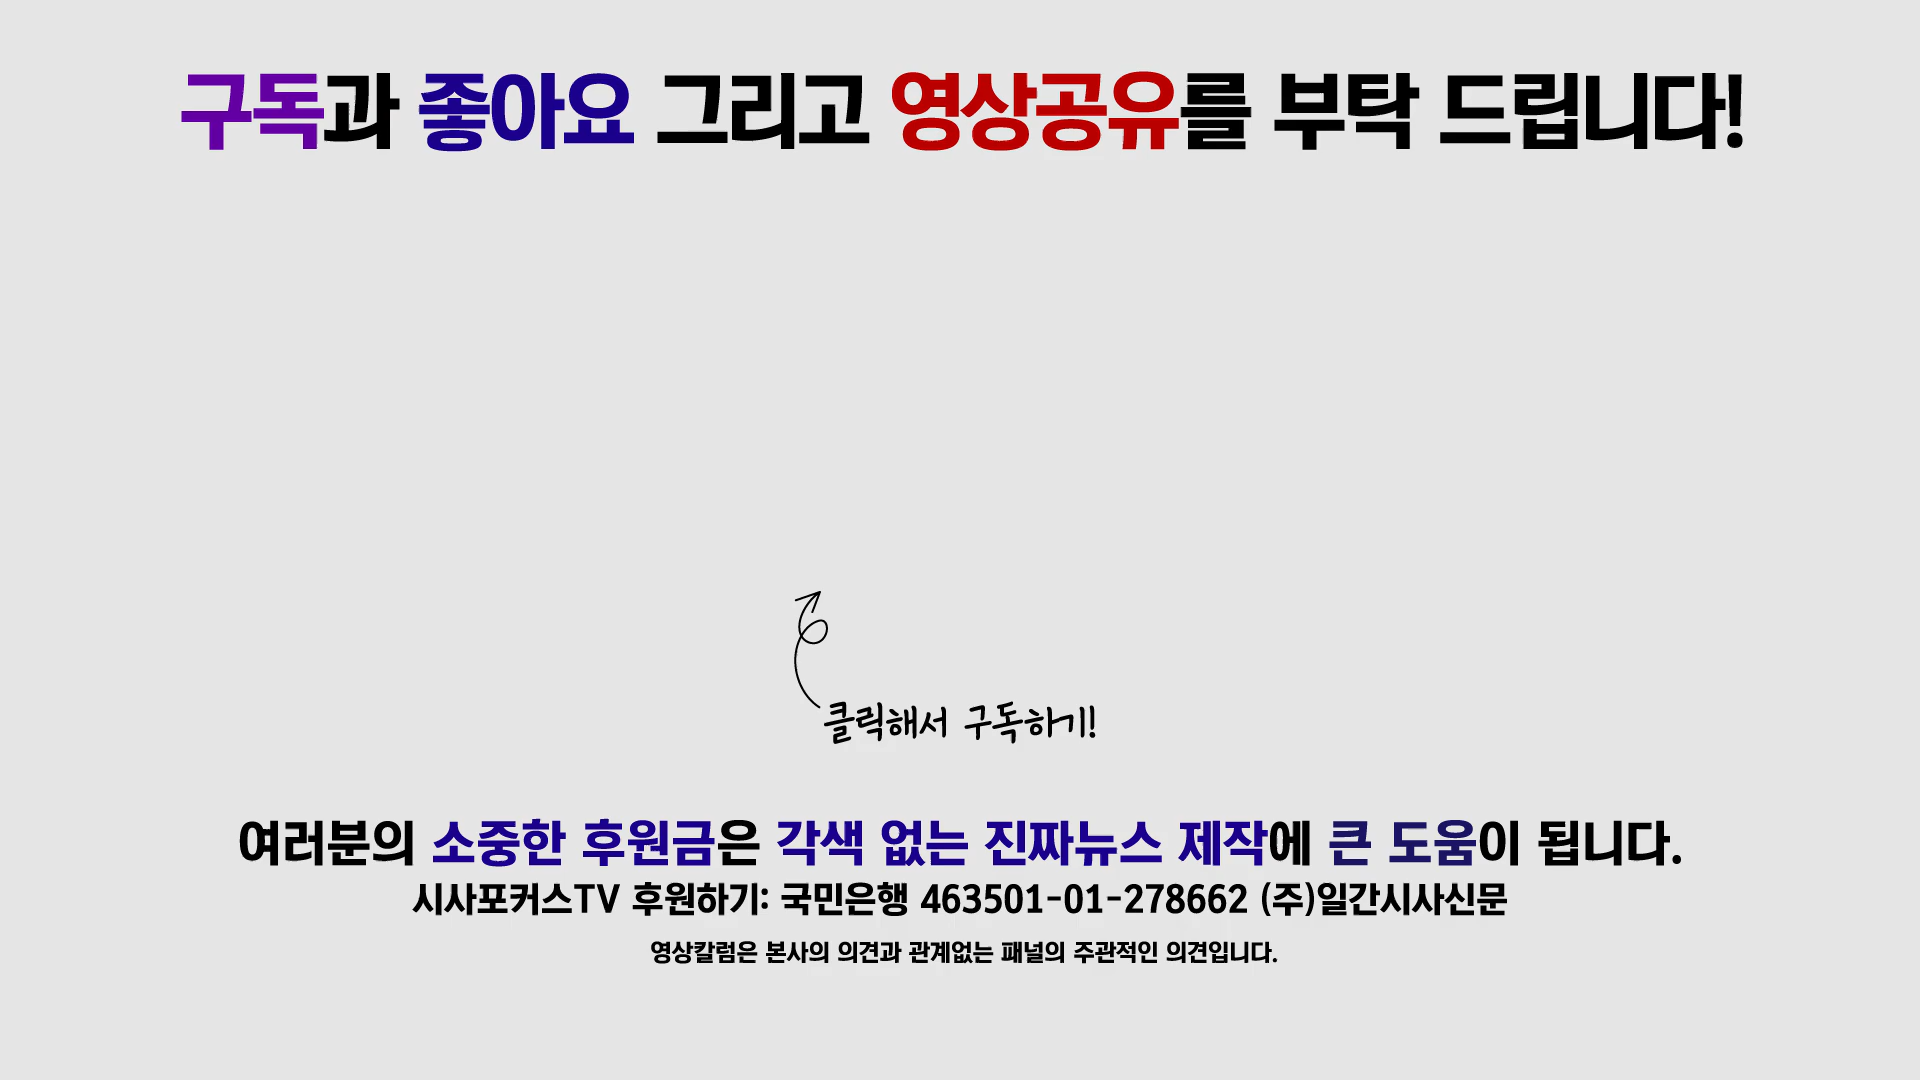 구독과 좋아요 그리고 영상공유를 부탁 드립니다!
클릭해서 구독하기!
여러분의 소중한 후원금은 각색 없는 진짜뉴스 제작에 큰 도움이 됩니다.
시사포커스TV 후원하기: 국민은행 463501-01-278662 (주)일간시사신문
영상칼럼은 본사의 의견과 관계없는 패널의 주관적인 의견입니다.